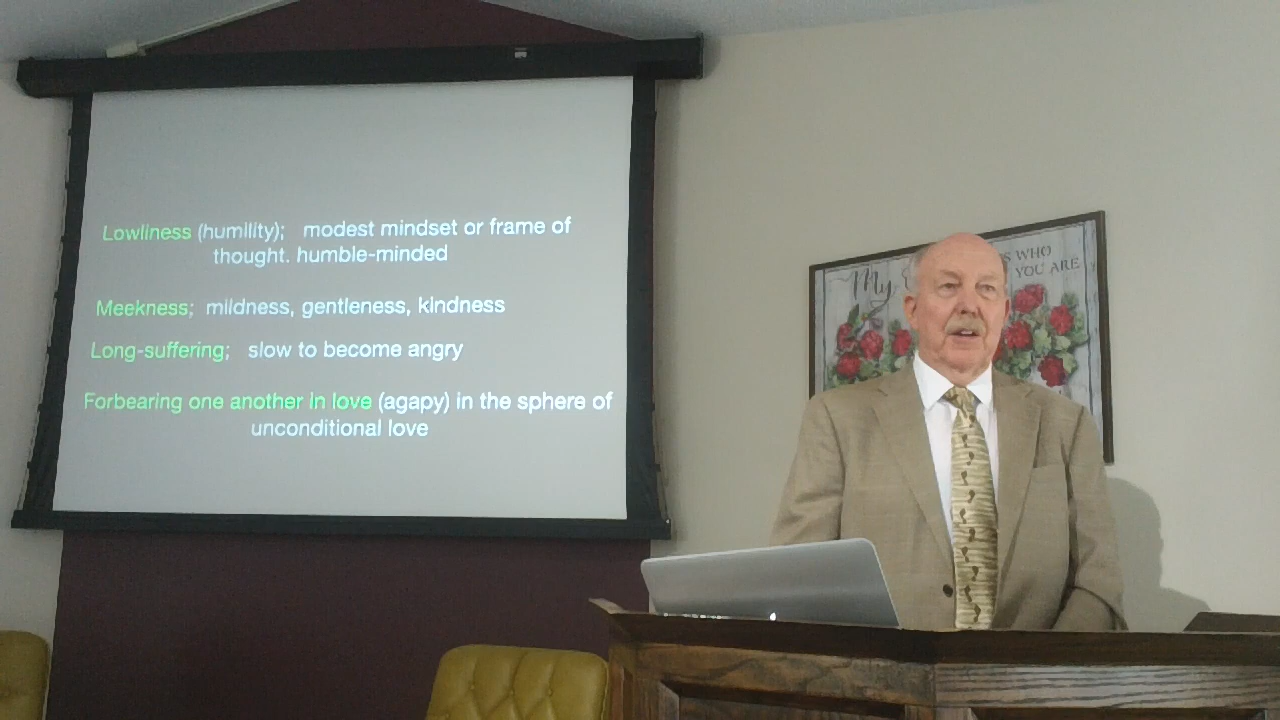 Lowliness (humility); modest mindset or frame of
thought. humble-minded
Meekness; mildness, gentleness, kindness
Long-suffering; slow to become angry
Forbearing one another in love (agapy) in the sphere of
unconditional love
My
S WHO
YOU ARE